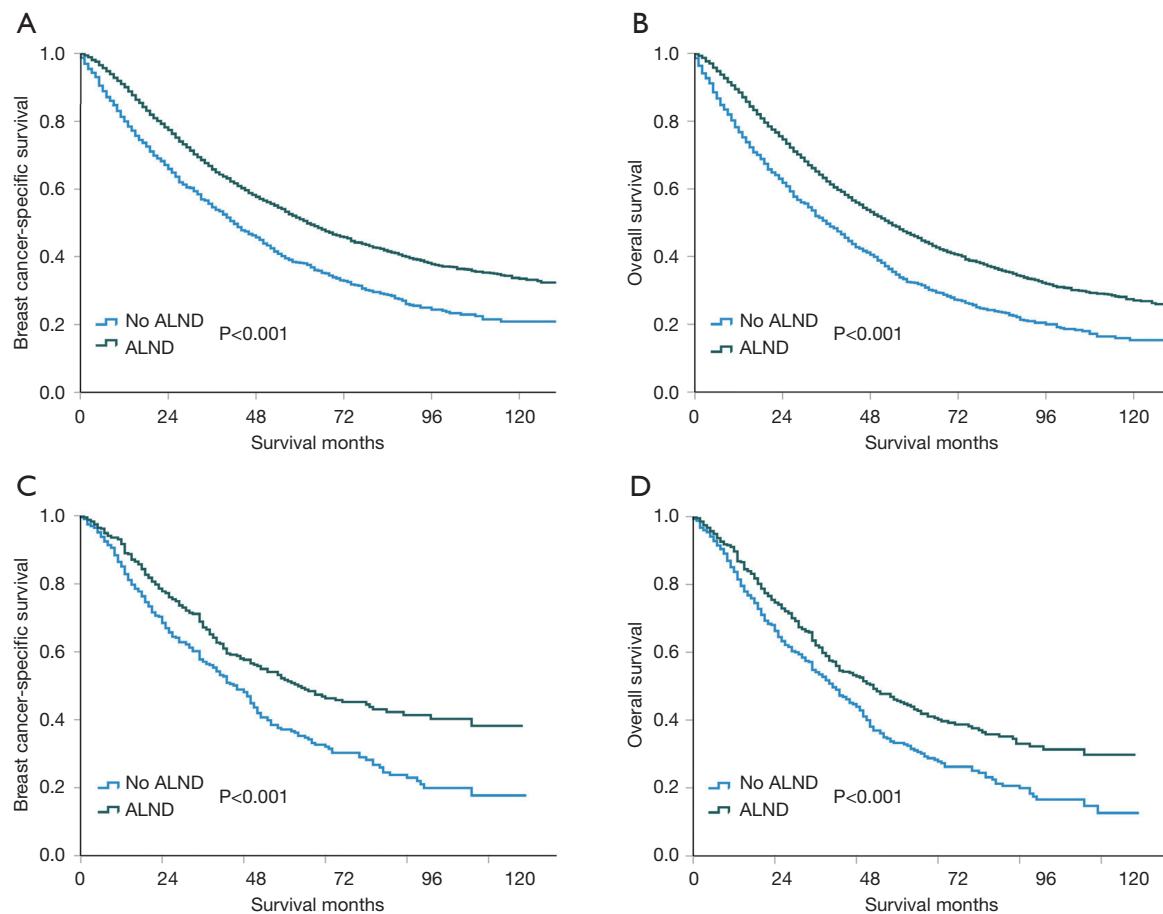 A
Breast cancer-specific survival
1.0
0.8
0.6
0.4
0.2
0.0
No ALND
ALND
P<0.001
0 24 48 72 96 120
Survival months
B
Overall survival
1.0
0.8
0.6
0.4
0.2
0.0
No ALND
ALND
P<0.001
0 24 48 72 96 120
Survival months
C
Breast cancer-specific survival
1.0
0.8
0.6
0.4
0.2
0.0
No ALND
ALND
P<0.001
0 24 48 72 96 120
Survival months
D
Overall survival
1.0
0.8
0.6
0.4
0.2
0.0
No ALND
ALND
P<0.001
0 24 48 72 96 120
Survival months